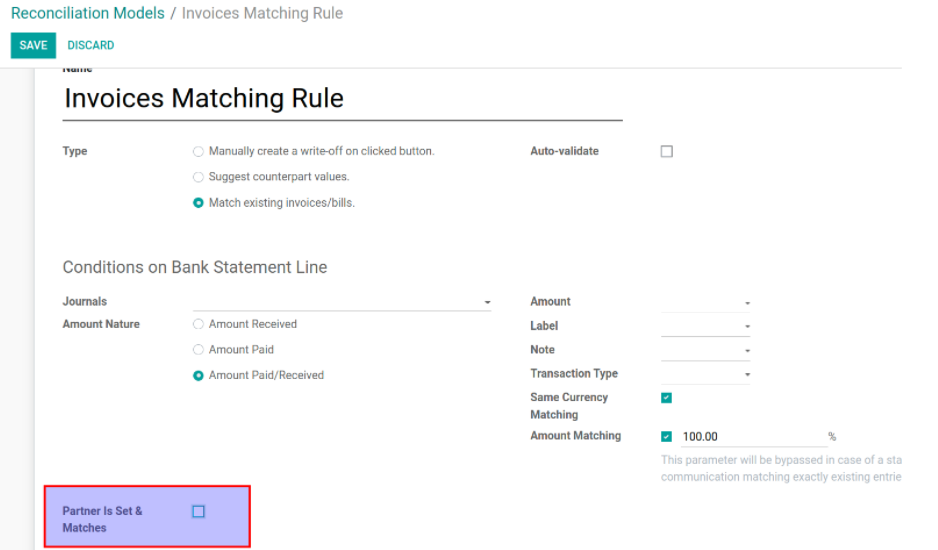 Reconciliation Models / Invoices Matching Rule
SAVE DISCARD
Name
Invoices Matching Rule
Type
Manually create a write-off on clicked button.
Suggest counterpart values.
Match existing invoices/bills.
Auto-validate
Conditions on Bank Statement Line
Journals
Amount Nature
Amount Received
Amount Paid
Amount Paid/Received
Amount
Label
Note
Transaction Type
Same Currency
Matching
Amount Matching
100.00 %
This parameter will be bypassed in case of a sta
communication matching exactly existing entrie
Partner Is Set &
Matches